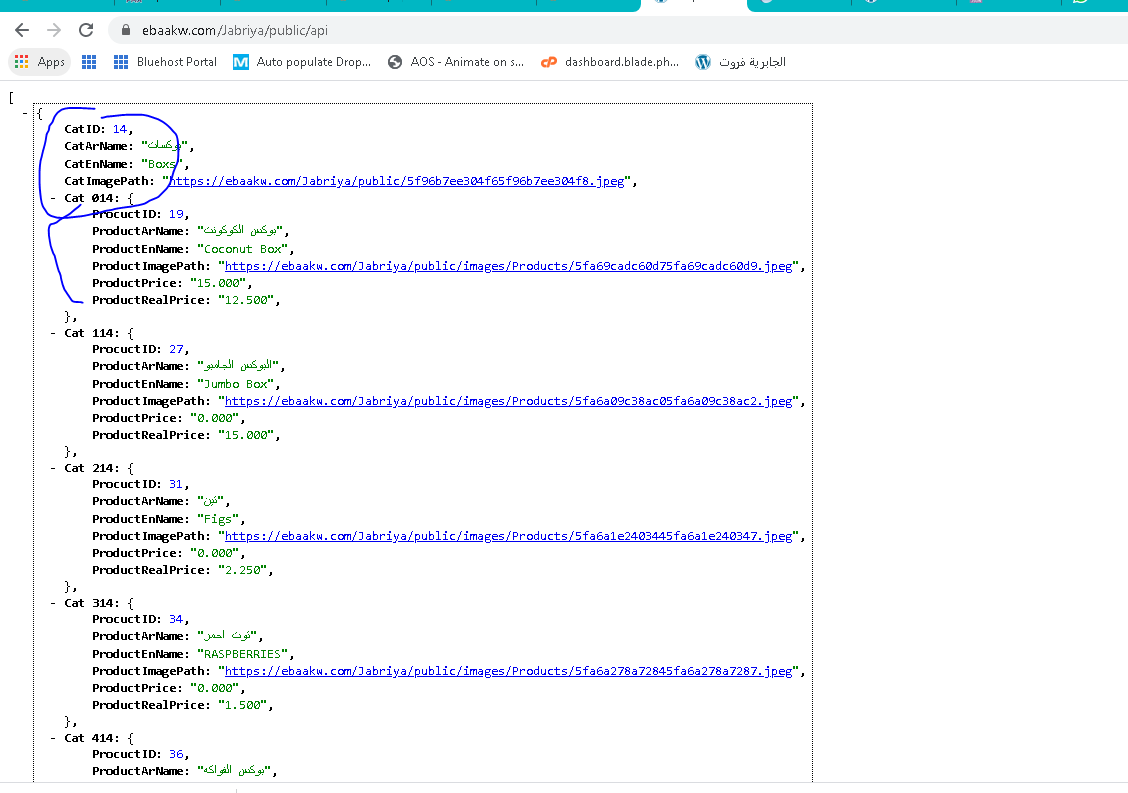 ebaakw.com/Jabriya/public/api
Apps Bluehost Portal Auto populate Drop... AOS - Animate on s... dashboard.blade.ph... الجابرية فروت
[
- {
CatID: 14,
CatArName: "بوكسات",
CatEnName: "Boxs",
CatImagePath: "https://ebaakw.com/Jabriya/public/5f96b7ee304f65f96b7ee304f8.jpeg",
- Cat 014: {
ProcuctID: 19,
ProductArName: "بوكس الكوكونت",
ProductEnName: "Coconut Box",
ProductImagePath: "https://ebaakw.com/Jabriya/public/images/Products/5fa69cadc60d75fa69cadc60d9.jpeg",
ProductPrice: "15.000",
ProductRealPrice: "12.500",
},
- Cat 114: {
ProcuctID: 27,
ProductArName: "البوكس الجامبو",
ProductEnName: "Jumbo Box",
ProductImagePath: "https://ebaakw.com/Jabriya/public/images/Products/5fa6a09c38ac05fa6a09c38ac2.jpeg",
ProductPrice: "0.000",
ProductRealPrice: "15.000",
},
- Cat 214: {
ProcuctID: 31,
ProductArName: "تين",
ProductEnName: "Figs",
ProductImagePath: "https://ebaakw.com/Jabriya/public/images/Products/5fa6a1e2403445fa6a1e240347.jpeg",
ProductPrice: "0.000",
ProductRealPrice: "2.250",
},
- Cat 314: {
ProcuctID: 34,
ProductArName: "توت احمر",
ProductEnName: "RASPBERRIES",
ProductImagePath: "https://ebaakw.com/Jabriya/public/images/Products/5fa6a278a72845fa6a278a7287.jpeg",
ProductPrice: "0.000",
ProductRealPrice: "1.500",
},
- Cat 414: {
ProcuctID: 36,
ProductArName: "بوكس الفواكه",